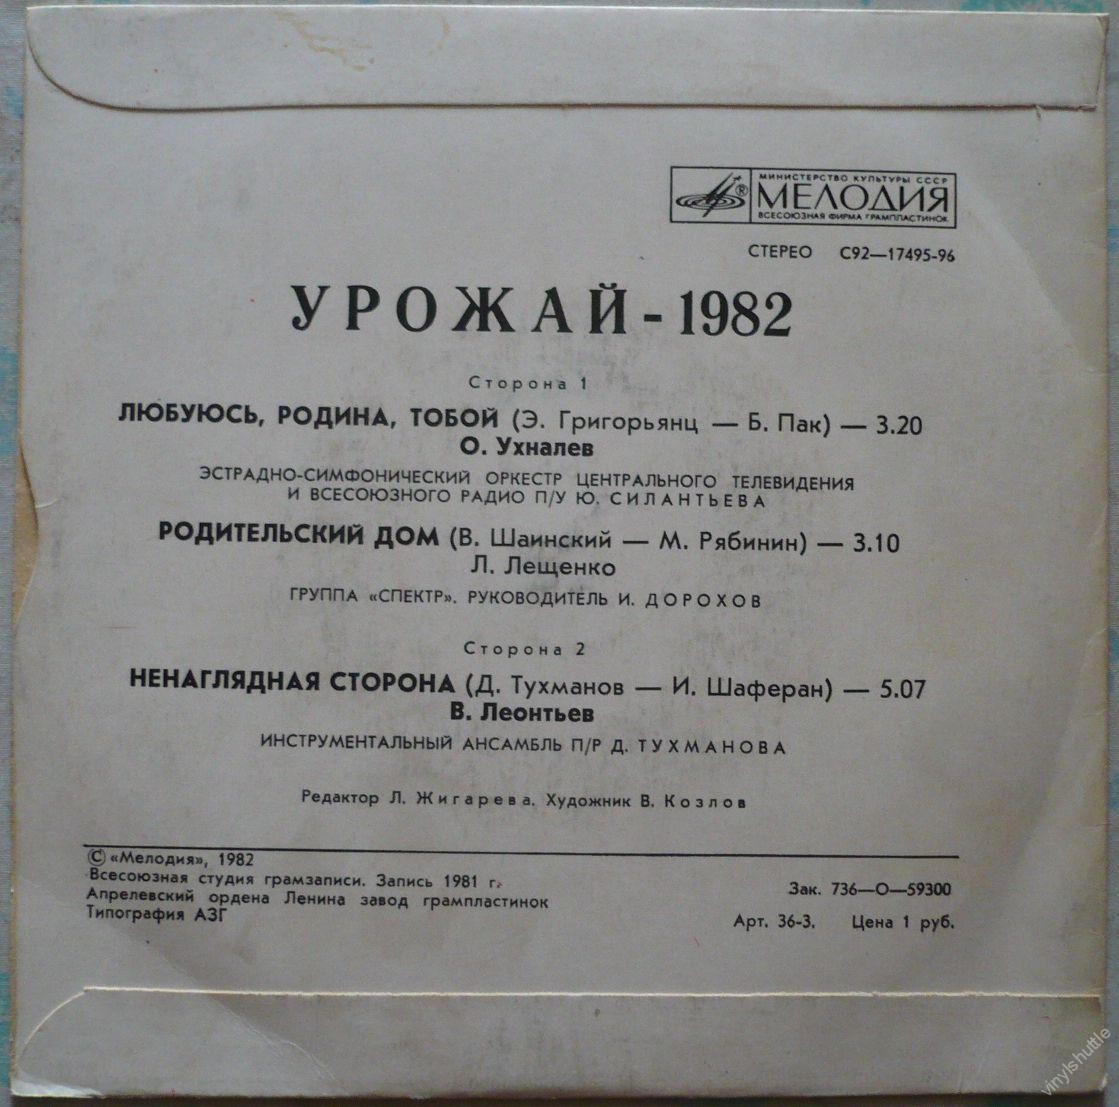 МИНИСТЕРСТВО КУЛЬТУРЫ СССР
® МЕЛОДИЯ
ВСЕСОЮЗНАЯ ФИРМА ГРАМПЛАСТИНОК
СТЕРЕО С92—17495-96
УРОЖАЙ-1982
Сторона 1
ЛЮБУЮСЬ, РОДИНА, ТОБОЙ (Э. Григорьянц — Б. Пак) — 3.20
О. Ухналев
ЭСТРАДНО-СИМФОНИЧЕСКИЙ ОРКЕСТР ЦЕНТРАЛЬНОГО ТЕЛЕВИДЕНИЯ
И ВСЕСОЮЗНОГО РАДИО П/У Ю. СИЛАНТЬЕВА
РОДИТЕЛЬСКИЙ ДОМ (В. Шаинский — М. Рябинин) — 3.10
Л. Лещенко
ГРУППА «СПЕКТР». РУКОВОДИТЕЛЬ И. ДОРОХОВ
Сторона 2
НЕНАГЛЯДНАЯ СТОРОНА (Д. Тухманов — И. Шаферан) — 5.07
В. Леонтьев
ИНСТРУМЕНТАЛЬНЫЙ АНСАМБЛЬ П/Р Д. ТУХМАНОВА
Редактор Л. Жигарева. Художник В. Козлов
© «Мелодия», 1982
Всесоюзная студия грамзаписи. Запись 1981 г.
Апрелевский ордена Ленина завод грампластинок
Типография АЗГ
Зак. 736—О—59300
Арт. 36-3. Цена 1 руб.
vinylshuttle